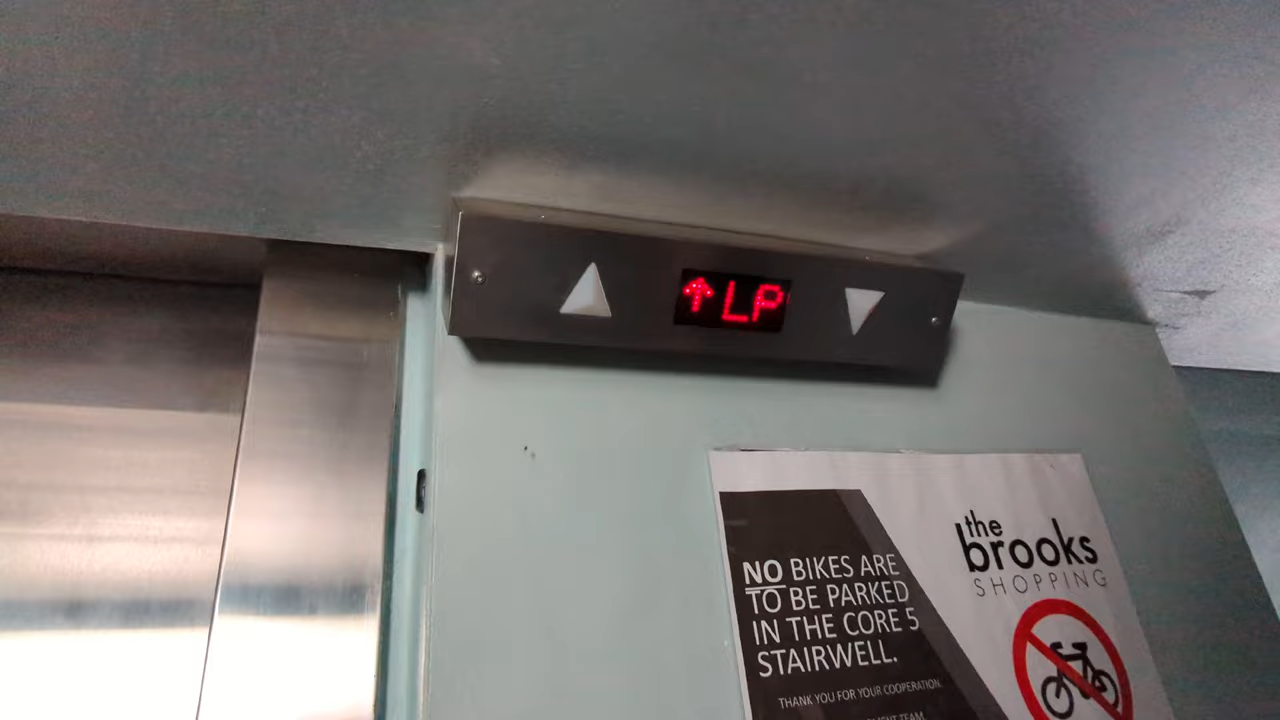 ↑LP
the
brooks
SHOPPING
NO BIKES ARE
TO BE PARKED
IN THE CORE 5
STAIRWELL.
THANK YOU FOR YOUR COOPERATION.
TEAM